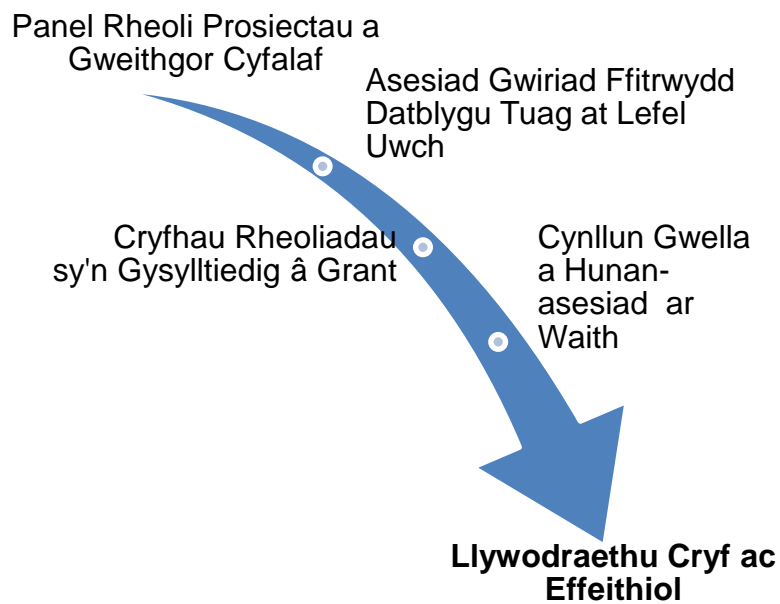 Panel Rheoli Prosiectau a
Gweithgor Cyfalaf
Asesiad Gwiriad Ffitrwydd
Datblygu Tuag at Lefel
Uwch
Cryfhau Rheoliadau
sy'n Gysylltiedig â Grant
Cynllun Gwella
a Hunan-
asesiad ar
Waith
Llywodraethu Cryf ac
Effeithiol